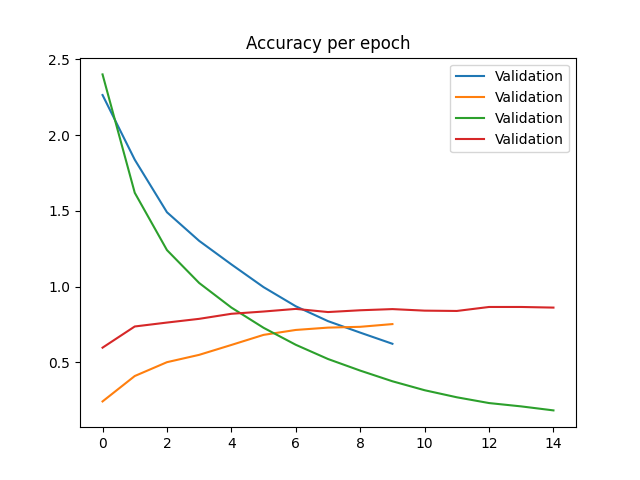 Accuracy per epoch
2.5
2.0
1.5
1.0
0.5
0 2 4 6 8 10 12 14
Validation
Validation
Validation
Validation